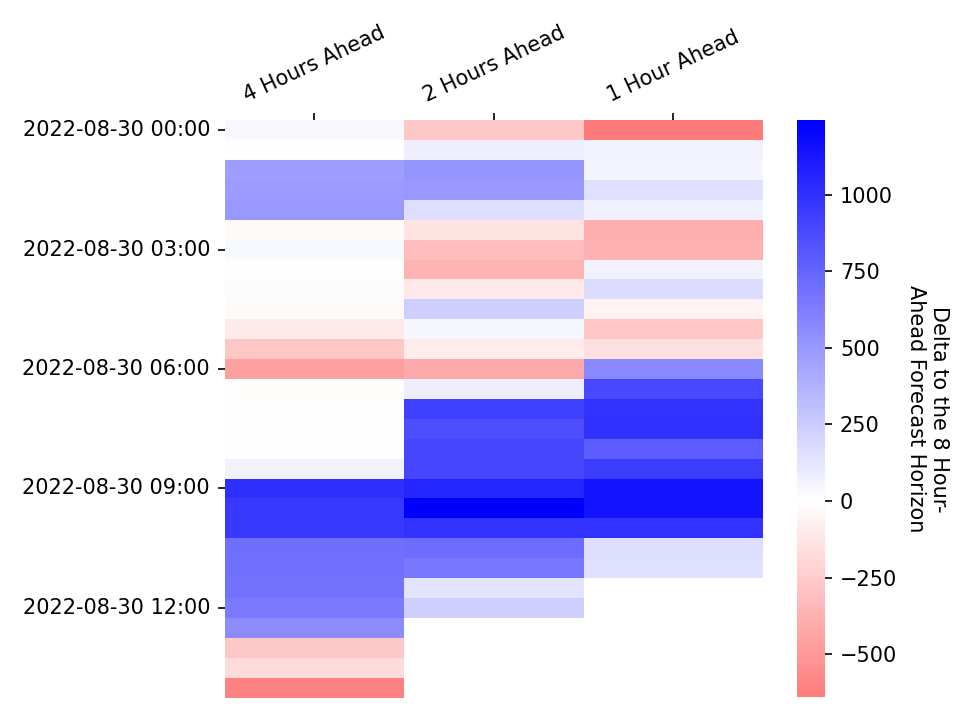 4 Hours Ahead
2 Hours Ahead
1 Hour Ahead
2022-08-30 00:00
2022-08-30 03:00
2022-08-30 06:00
2022-08-30 09:00
2022-08-30 12:00
1000
750
500
250
0
−250
−500
Delta to the 8 Hour-
Ahead Forecast Horizon